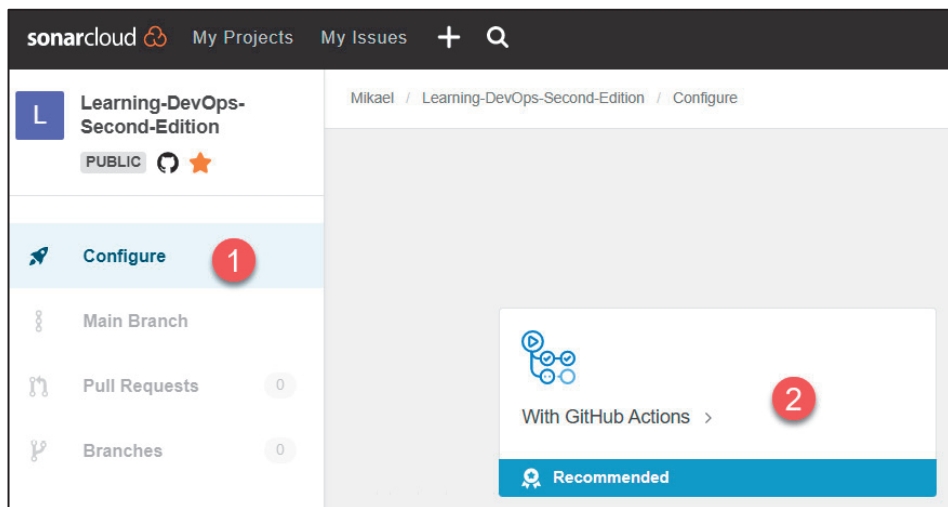 sonarcloud My Projects My Issues
L
Learning-DevOps-
Second-Edition
PUBLIC
Mikael / Learning-DevOps-Second-Edition / Configure
Configure 1
Main Branch
Pull Requests 0
Branches 0
With GitHub Actions > 2
Recommended